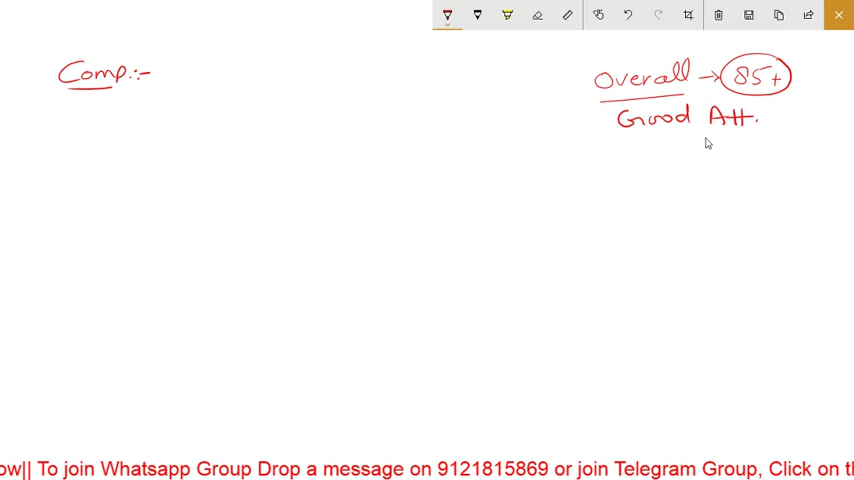 Comp.:-
Overall → 85+
Good Att.
ow|| To join Whatsapp Group Drop a message on 9121815869 or join Telegram Group, Click on th